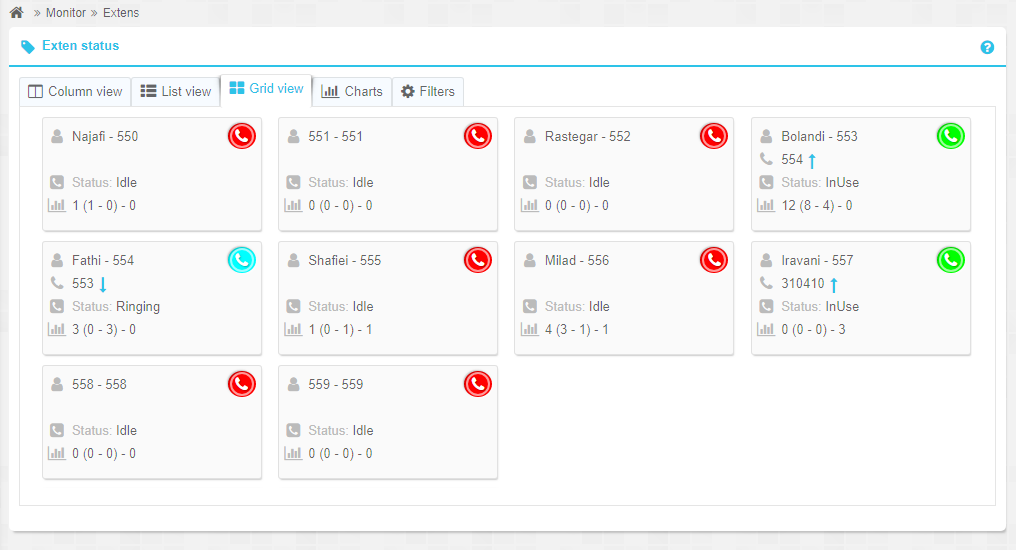 » Monitor » Extens
Exten status
Column view List view Grid view Charts Filters
Najafi - 550
Status: Idle
1 (1 - 0) - 0
551 - 551
Status: Idle
0 (0 - 0) - 0
Rastegar - 552
Status: Idle
0 (0 - 0) - 0
Bolandi - 553
554
Status: InUse
12 (8 - 4) - 0
Fathi - 554
553
Status: Ringing
3 (0 - 3) - 0
Shafiei - 555
Status: Idle
1 (0 - 1) - 1
Milad - 556
Status: Idle
4 (3 - 1) - 1
Iravani - 557
310410
Status: InUse
0 (0 - 0) - 3
558 - 558
Status: Idle
0 (0 - 0) - 0
559 - 559
Status: Idle
0 (0 - 0) - 0